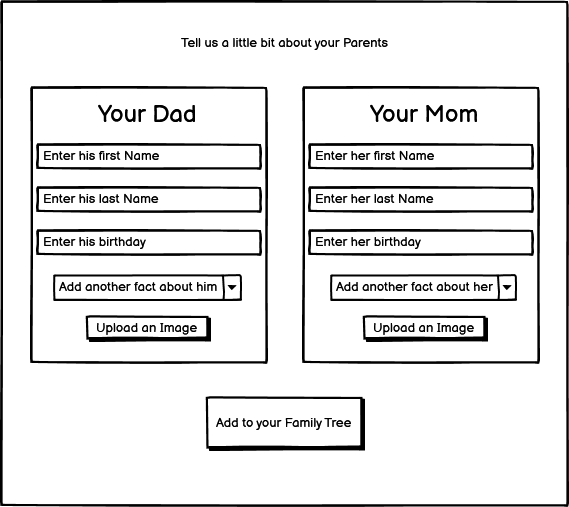 Tell us a little bit about your Parents
Your Dad
Enter his first Name
Enter his last Name
Enter his birthday
Add another fact about him
Upload an Image
Your Mom
Enter her first Name
Enter her last Name
Enter her birthday
Add another fact about her
Upload an Image
Add to your Family Tree